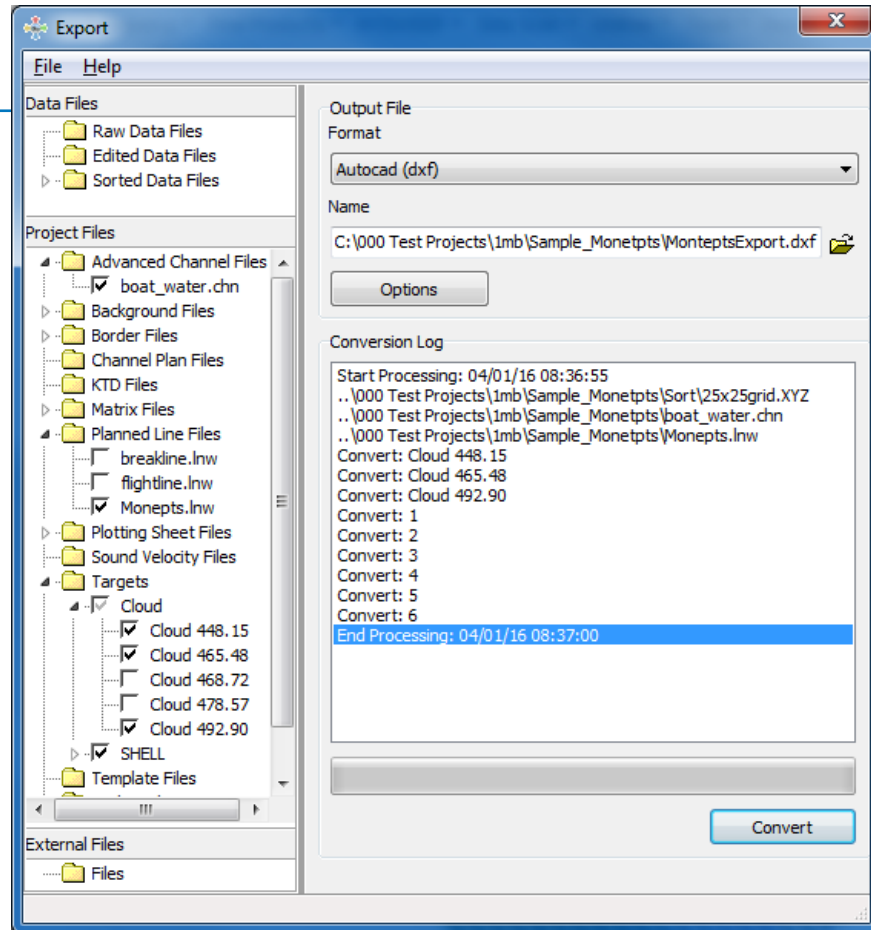 Export
File Help
Data Files
Raw Data Files
Edited Data Files
Sorted Data Files
Project Files
Advanced Channel Files
boat_water.chn
Background Files
Border Files
Channel Plan Files
KTD Files
Matrix Files
Planned Line Files
breakline.lnw
flightline.lnw
Monepts.lnw
Plotting Sheet Files
Sound Velocity Files
Targets
Cloud
Cloud 448.15
Cloud 465.48
Cloud 468.72
Cloud 478.57
Cloud 492.90
SHELL
Template Files
External Files
Files
Output File
Format
Autocad (dxf)
Name
C:\000 Test Projects\1mb\Sample_Monetpts\MonteptsExport.dxf
Options
Conversion Log
Start Processing: 04/01/16 08:36:55
..\000 Test Projects\1mb\Sample_Monetpts\Sort\25x25grid.XYZ
..\000 Test Projects\1mb\Sample_Monetpts\boat_water.chn
..\000 Test Projects\1mb\Sample_Monetpts\Monepts.lnw
Convert: Cloud 448.15
Convert: Cloud 465.48
Convert: Cloud 492.90
Convert: 1
Convert: 2
Convert: 3
Convert: 4
Convert: 5
Convert: 6
End Processing: 04/01/16 08:37:00
Convert